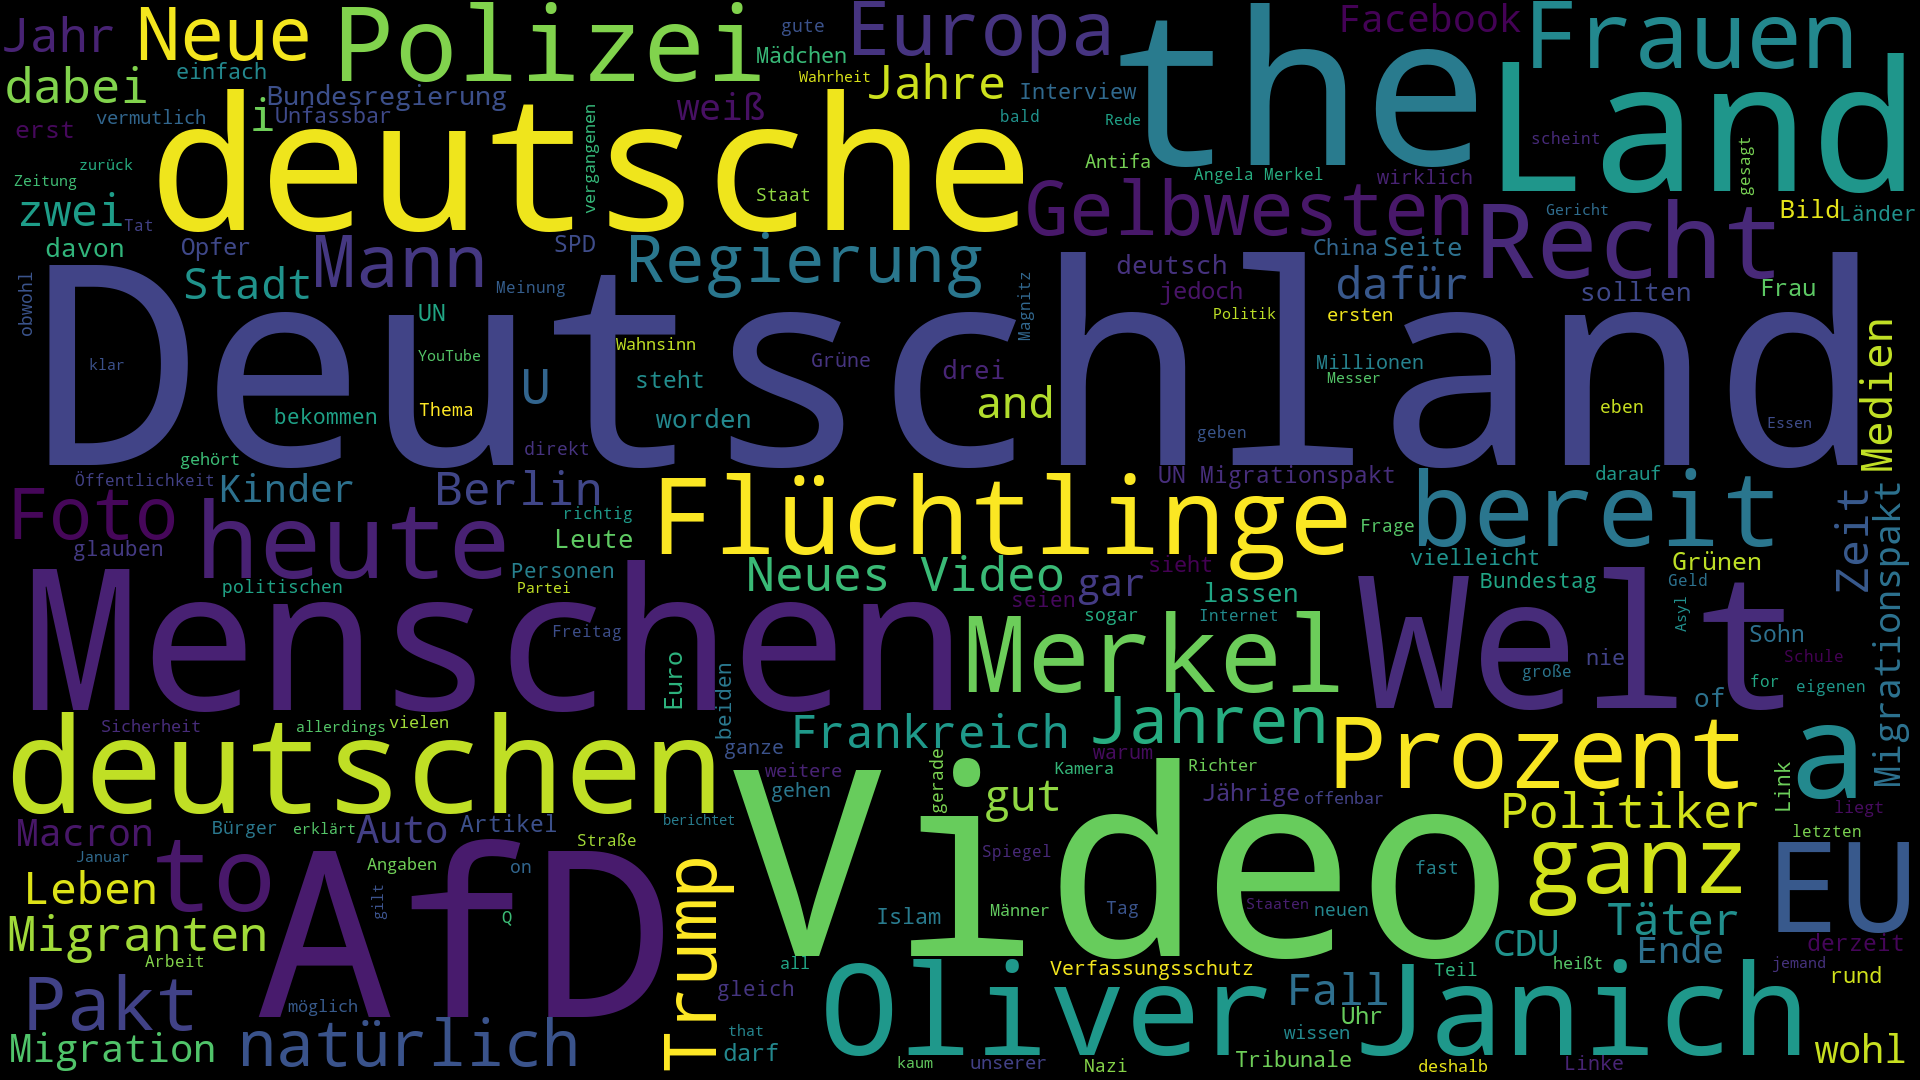 Jahr Neue Polizei gute Europa the Facebook Frauen
dabei einfach Mädchen Wahrheit Jahre Interview Land
erst vermutlich i Bundesregierung Unfassbar weiß bald Rede scheint
Zeitung zurück deutsche vergangenen Staat Antifa Angela Merkel wirklich gesagt
zwei Tat Gelbwesten Recht Gericht Bild Länder
davon Opfer Mann SPD Regierung deutsch China Seite
Stadt Meinung Magnitz jedoch dafür sollten Frau
obwohl UN Politik ersten
Deutschland
klar YouTube Wahnsinn Grüne drei Millionen Messer Medien
Thema U steht and eben Essen
bekommen worden geben
gehört direkt
Öffentlichkeit Kinder Berlin UN Migrationspakt darauf
Foto heute richtig Flüchtlinge Frage bereit Zeit Migrationspakt
glauben Leute vielleicht Grünen
politischen Personen Neues Video gar sieht lassen Bundestag Geld
Partei seien sogar Internet Asyl
Menschen Freitag Merkel Welt nie Sohn
Euro beiden große Schule
of for eigenen
Sicherheit allerdings vielen Frankreich Jahren Prozent a
deutschen ganze warum
weitere gerade Kamera Richter Link
gehen gut Jährige offenbar Politiker liegt
Macron Bürger erklärt Auto Artikel berichtet Video letzten
Januar Angaben Straße Spiegel ganz EU
Leben to AfD on Trump fast
gilt Q Islam Männer Tag Staaten neuen Täter
Migranten CDU Ende derzeit
Arbeit all Verfassungsschutz Teil heißt jemand
Pakt möglich gleich Oliver Janich Fall rund
Migration natürlich that Uhr wissen
darf Tribunale wohl
kaum unserer Nazi deshalb Linke